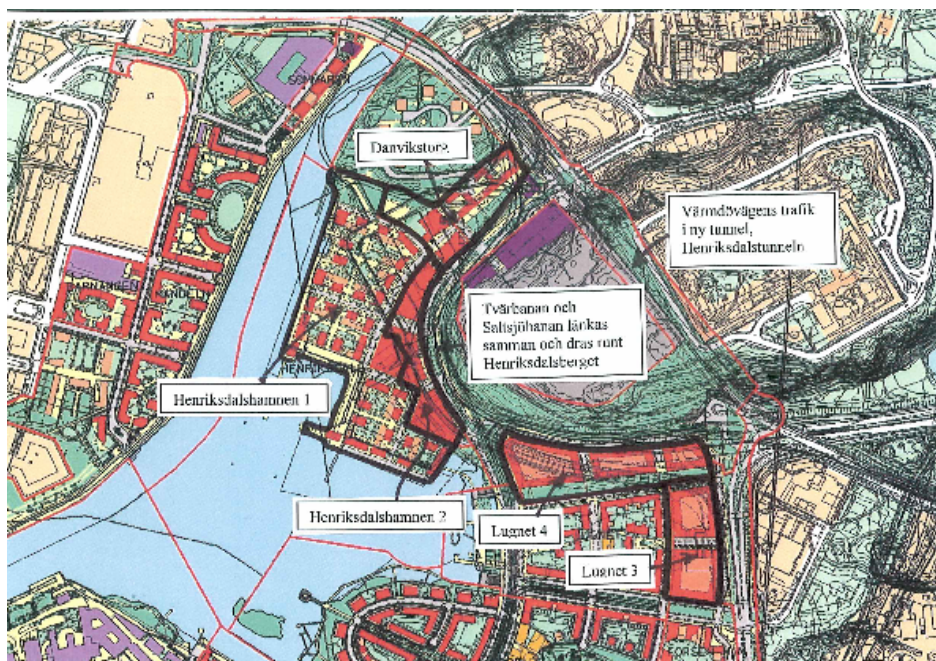 Danvikstorg
Värmdövägens trafik
i ny tunnel,
Henriksdalstunneln
Tvärbanan och
Saltsjöbanan länkas
samman och dras runt
Henriksdalsberget
Henriksdalshamnen 1
Henriksdalshamnen 2
Lugnet 4
Lugnet 3